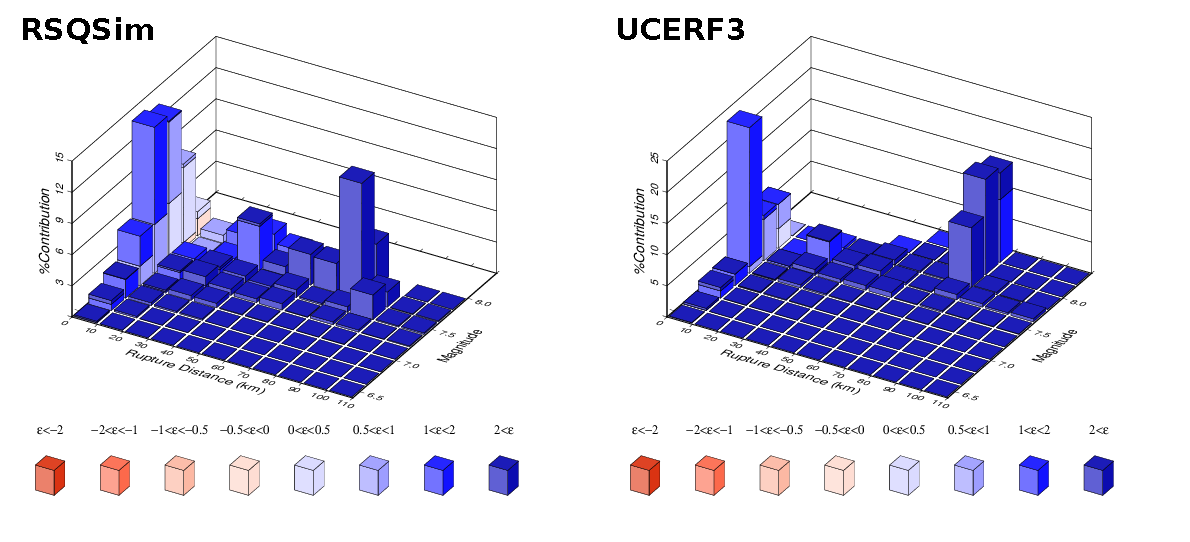 RSQSim
15
12
9
6
3
%Contribution
0
10
20
30
40
50
60
70
80
90
100
110
Rupture Distance (km)
6.5
7.0
7.5
8.0
Magnitude
ε<−2
−2<ε<−1
−1<ε<−0.5
−0.5<ε<0
0<ε<0.5
0.5<ε<1
1<ε<2
2<ε
UCERF3
25
20
15
10
5
%Contribution
0
10
20
30
40
50
60
70
80
90
100
110
Rupture Distance (km)
6.5
7.0
7.5
8.0
Magnitude
ε<−2
−2<ε<−1
−1<ε<−0.5
−0.5<ε<0
0<ε<0.5
0.5<ε<1
1<ε<2
2<ε